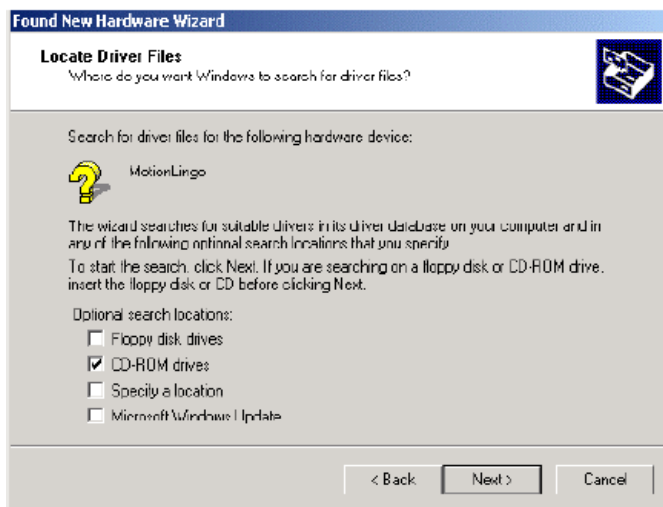 Found New Hardware Wizard
Locate Driver Files
Where do you want Windows to search for driver files?
Search for driver files for the following hardware device:
MotionLingo
The wizard searches for suitable drivers in its driver database on your computer and in
any of the following optional search locations that you specify.
To start the search, click Next. If you are searching on a floppy disk or CD-ROM drive,
insert the floppy disk or CD before clicking Next.
Optional search locations:
Floppy disk drives
CD-ROM drives
Specify a location
Microsoft Windows Update
< Back
Next >
Cancel